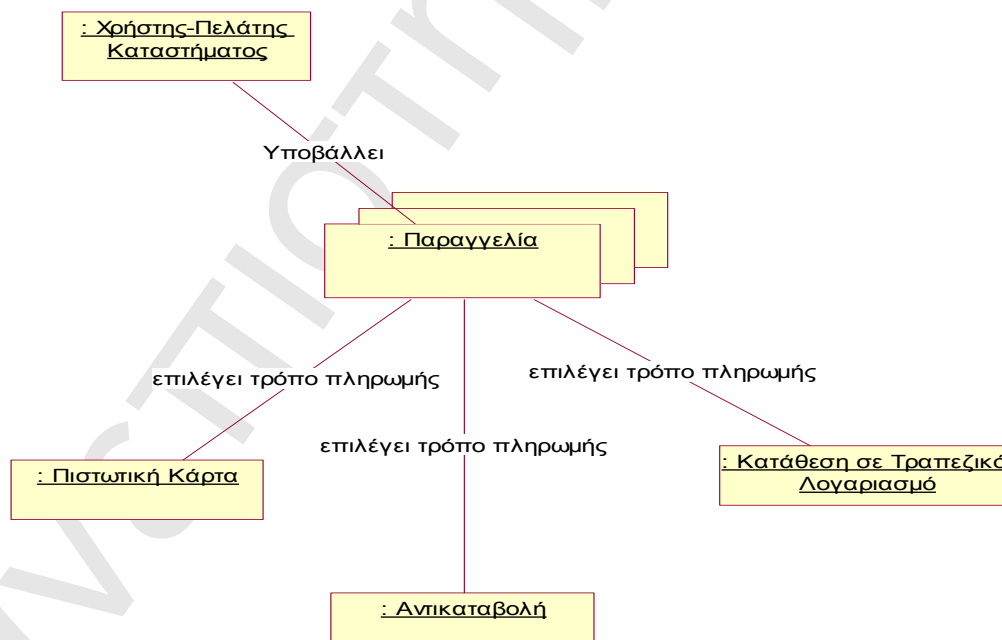 : Χρήστης-Πελάτης
Καταστήματος
Υποβάλλει
: Παραγγελία
επιλέγει τρόπο πληρωμής
επιλέγει τρόπο πληρωμής
επιλέγει τρόπο πληρωμής
: Πιστωτική Κάρτα
: Κατάθεση σε Τραπεζικό
Λογαριασμό
: Αντικαταβολή